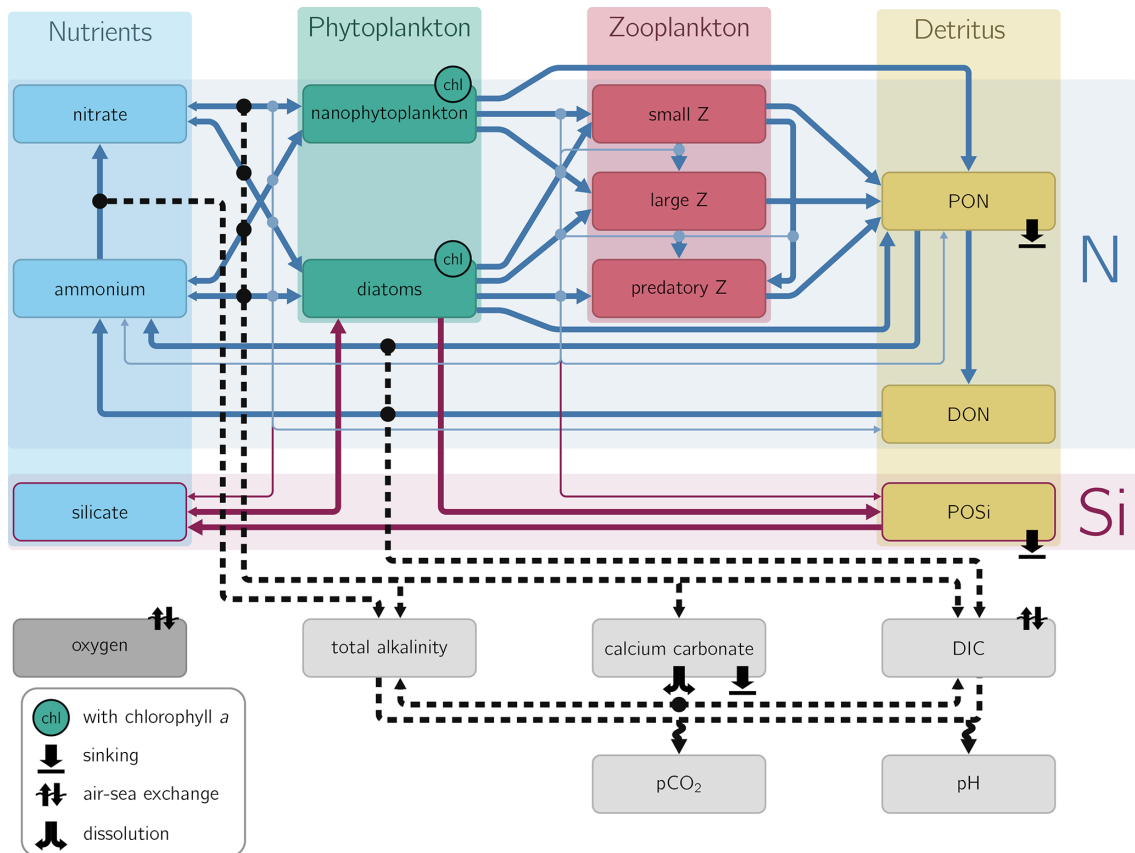 Nutrients
Phytoplankton
Zooplankton
Detritus
chl
nitrate
nanophytoplankton
small Z
large Z
PON
N
chl
ammonium
diatoms
predatory Z
DON
silicate
POSi
Si
oxygen
total alkalinity
calcium carbonate
DIC
chl with chlorophyll a
sinking
air-sea exchange
dissolution
pCO₂
pH